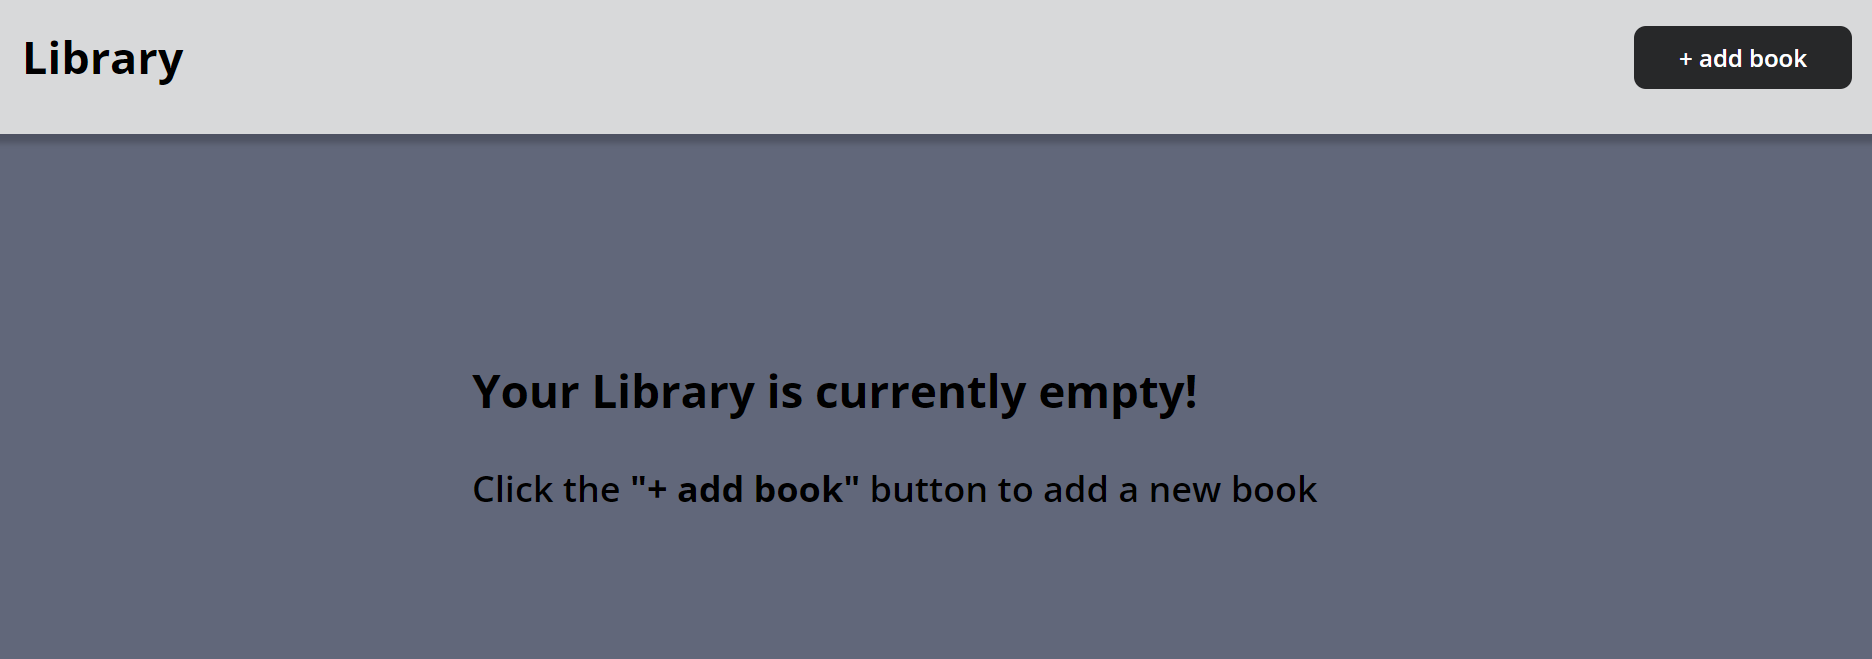 Library
+ add book
Your Library is currently empty!
Click the "+ add book" button to add a new book